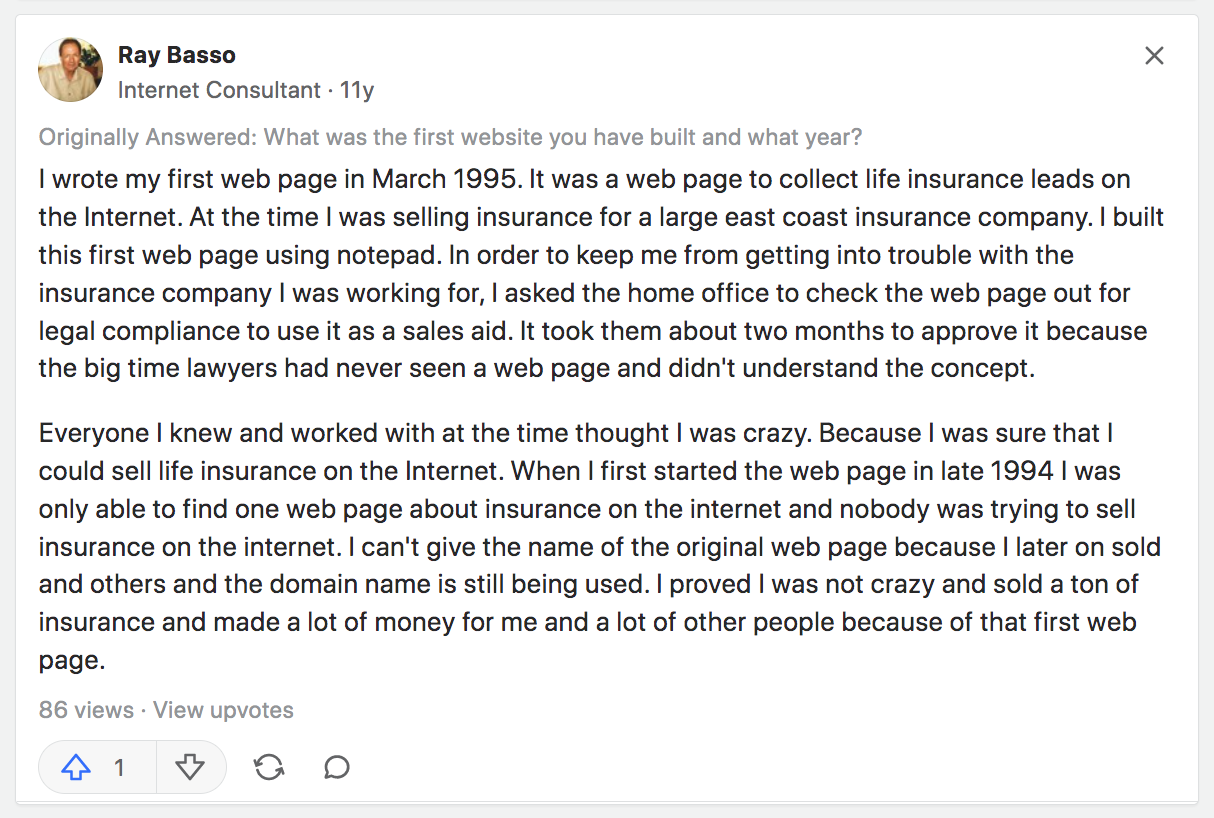 Ray Basso
Internet Consultant · 11y
Originally Answered: What was the first website you have built and what year?
I wrote my first web page in March 1995. It was a web page to collect life insurance leads on
the Internet. At the time I was selling insurance for a large east coast insurance company. I built
this first web page using notepad. In order to keep me from getting into trouble with the
insurance company I was working for, I asked the home office to check the web page out for
legal compliance to use it as a sales aid. It took them about two months to approve it because
the big time lawyers had never seen a web page and didn't understand the concept.
Everyone I knew and worked with at the time thought I was crazy. Because I was sure that I
could sell life insurance on the Internet. When I first started the web page in late 1994 I was
only able to find one web page about insurance on the internet and nobody was trying to sell
insurance on the internet. I can't give the name of the original web page because I later on sold
and others and the domain name is still being used. I proved I was not crazy and sold a ton of
insurance and made a lot of money for me and a lot of other people because of that first web
page.
86 views · View upvotes
1